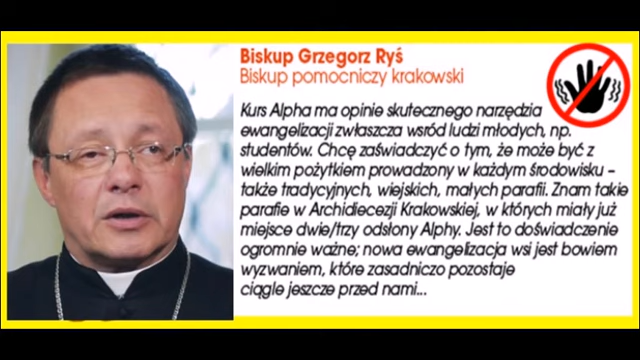 Biskup Grzegorz Ryś
Biskup pomocniczy krakowski
Kurs Alpha ma opinie skutecznego narzędzia
ewangelizacji zwłaszcza wsród ludzi młodych, np.
studentów. Chcę zaświadczyć o tym, że może być z
wielkim pożytkiem prowadzony w każdym środowisku –
także tradycyjnych, wiejskich, małych parafii. Znam takie
parafie w Archidiecezji Krakowskiej, w których miały już
miejsce dwie/trzy odsłony Alphy. Jest to doświadczenie
ogromnie ważne; nowa ewangelizacja wsi jest bowiem
wyzwaniem, które zasadniczo pozostaje
ciągle jeszcze przed nami...